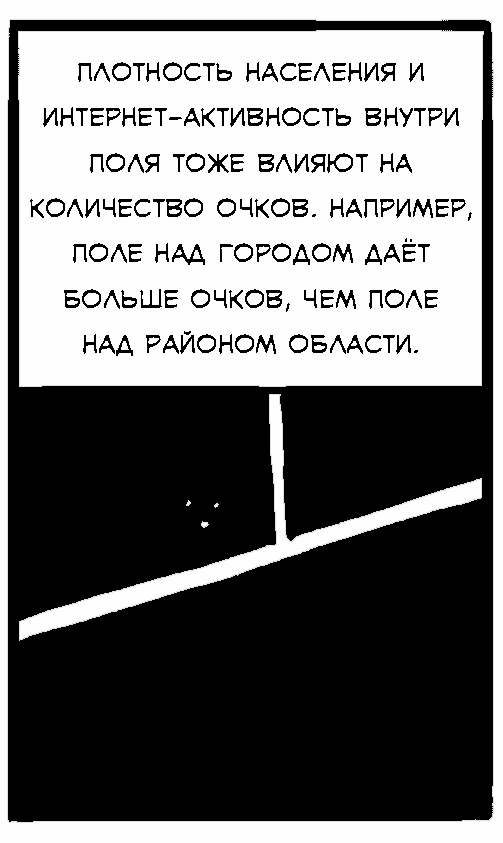 ПЛОТНОСТЬ НАСЕЛЕНИЯ И
ИНТЕРНЕТ-АКТИВНОСТЬ ВНУТРИ
ПОЛЯ ТОЖЕ ВЛИЯЮТ НА
КОЛИЧЕСТВО ОЧКОВ. НАПРИМЕР,
ПОЛЕ НАД ГОРОДОМ ДАЁТ
БОЛЬШЕ ОЧКОВ, ЧЕМ ПОЛЕ
НАД РАЙОНОМ ОБЛАСТИ.